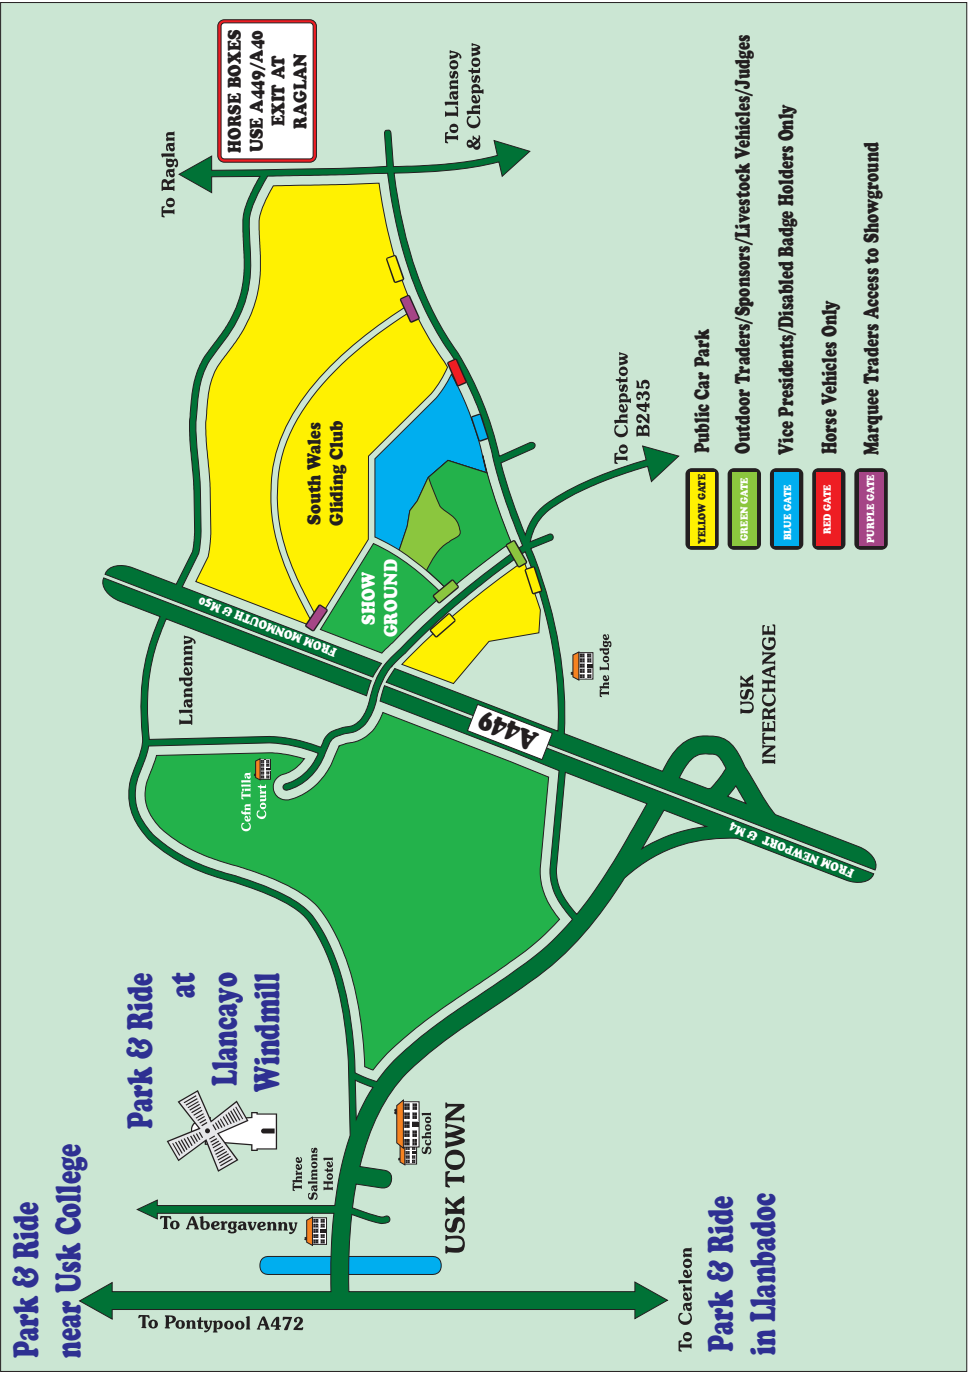 Park & Ride
near Usk College
Park & Ride
at
Llancayo
Windmill
To Pontypool A472
To Abergavenny
Three
Salmons
Hotel
School
USK TOWN
To Caerleon
Park & Ride
in Llanbadoc
Cefn Tilla
Court
Llandenny
FROM MONMOUTH & M50
A449
FROM NEWPORT & M4
USK
INTERCHANGE
The Lodge
SHOW
GROUND
South Wales
Gliding Club
To Raglan
HORSE BOXES
USE A449/A40
EXIT AT
RAGLAN
To Llansoy
& Chepstow
To Chepstow
B2435
YELLOW GATE Public Car Park
GREEN GATE Outdoor Traders/Sponsors/Livestock Vehicles/Judges
BLUE GATE Vice Presidents/Disabled Badge Holders Only
RED GATE Horse Vehicles Only
PURPLE GATE Marquee Traders Access to Showground